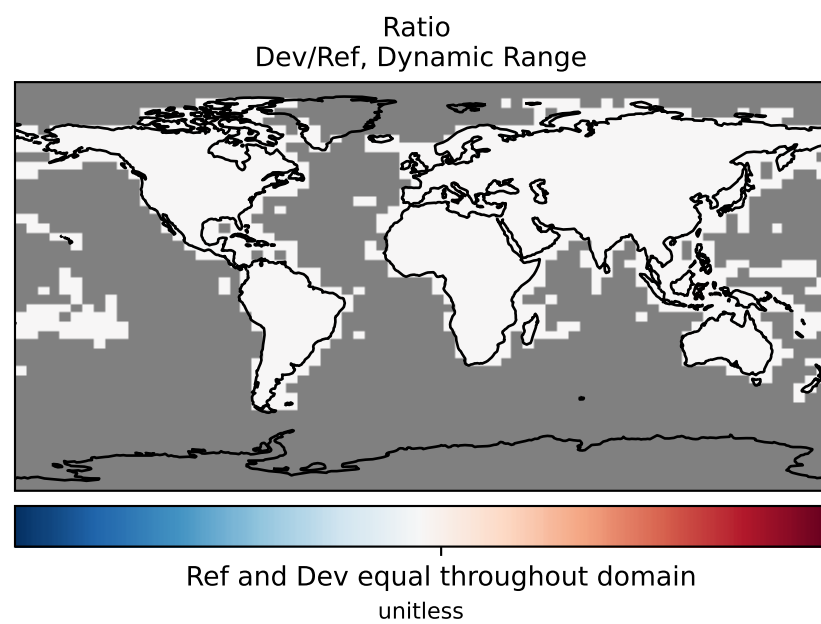 Ratio
Dev/Ref, Dynamic Range
Ref and Dev equal throughout domain
unitless